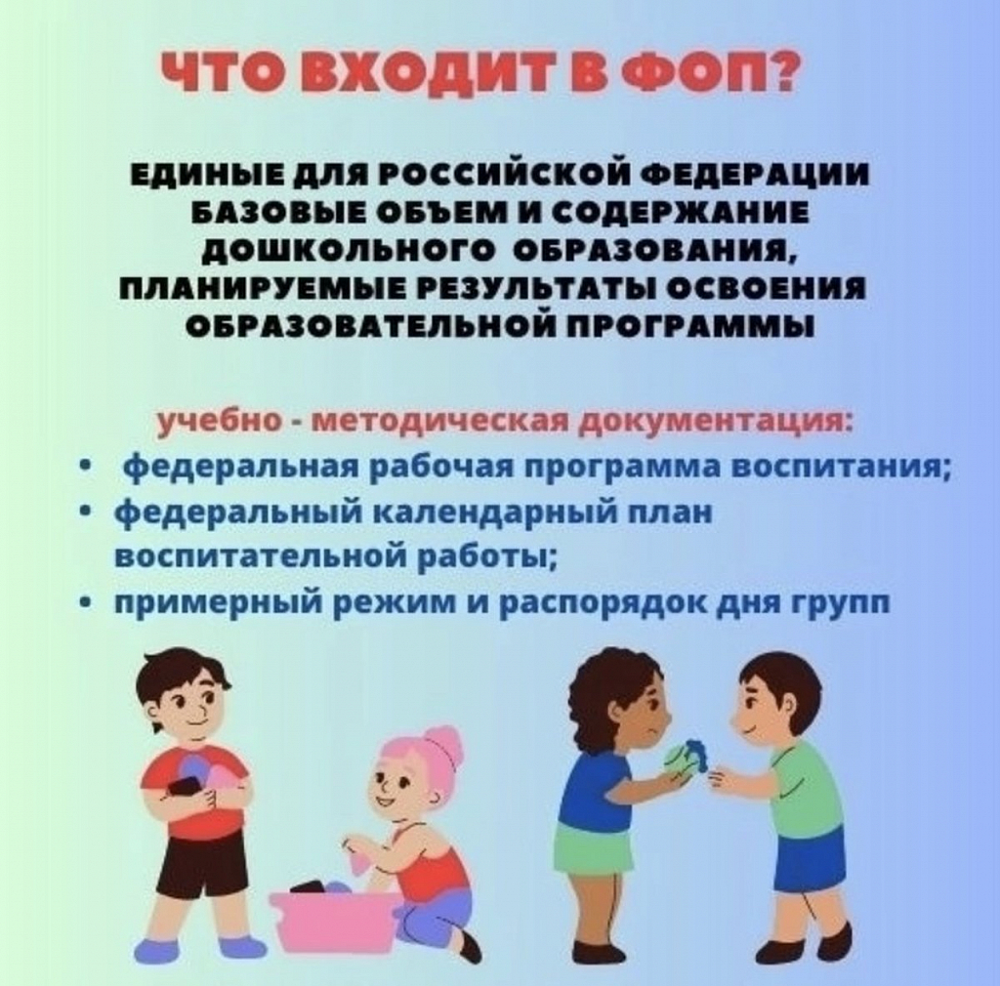 ЧТО ВХОДИТ В ФОП?
ЕДИНЫЕ ДЛЯ РОССИЙСКОЙ ФЕДЕРАЦИИ
БАЗОВЫЕ ОБЪЕМ И СОДЕРЖАНИЕ
ДОШКОЛЬНОГО ОБРАЗОВАНИЯ,
ПЛАНИРУЕМЫЕ РЕЗУЛЬТАТЫ ОСВОЕНИЯ
ОБРАЗОВАТЕЛЬНОЙ ПРОГРАММЫ
учебно - методическая документация:
• федеральная рабочая программа воспитания;
• федеральный календарный план
воспитательной работы;
• примерный режим и распорядок дня групп